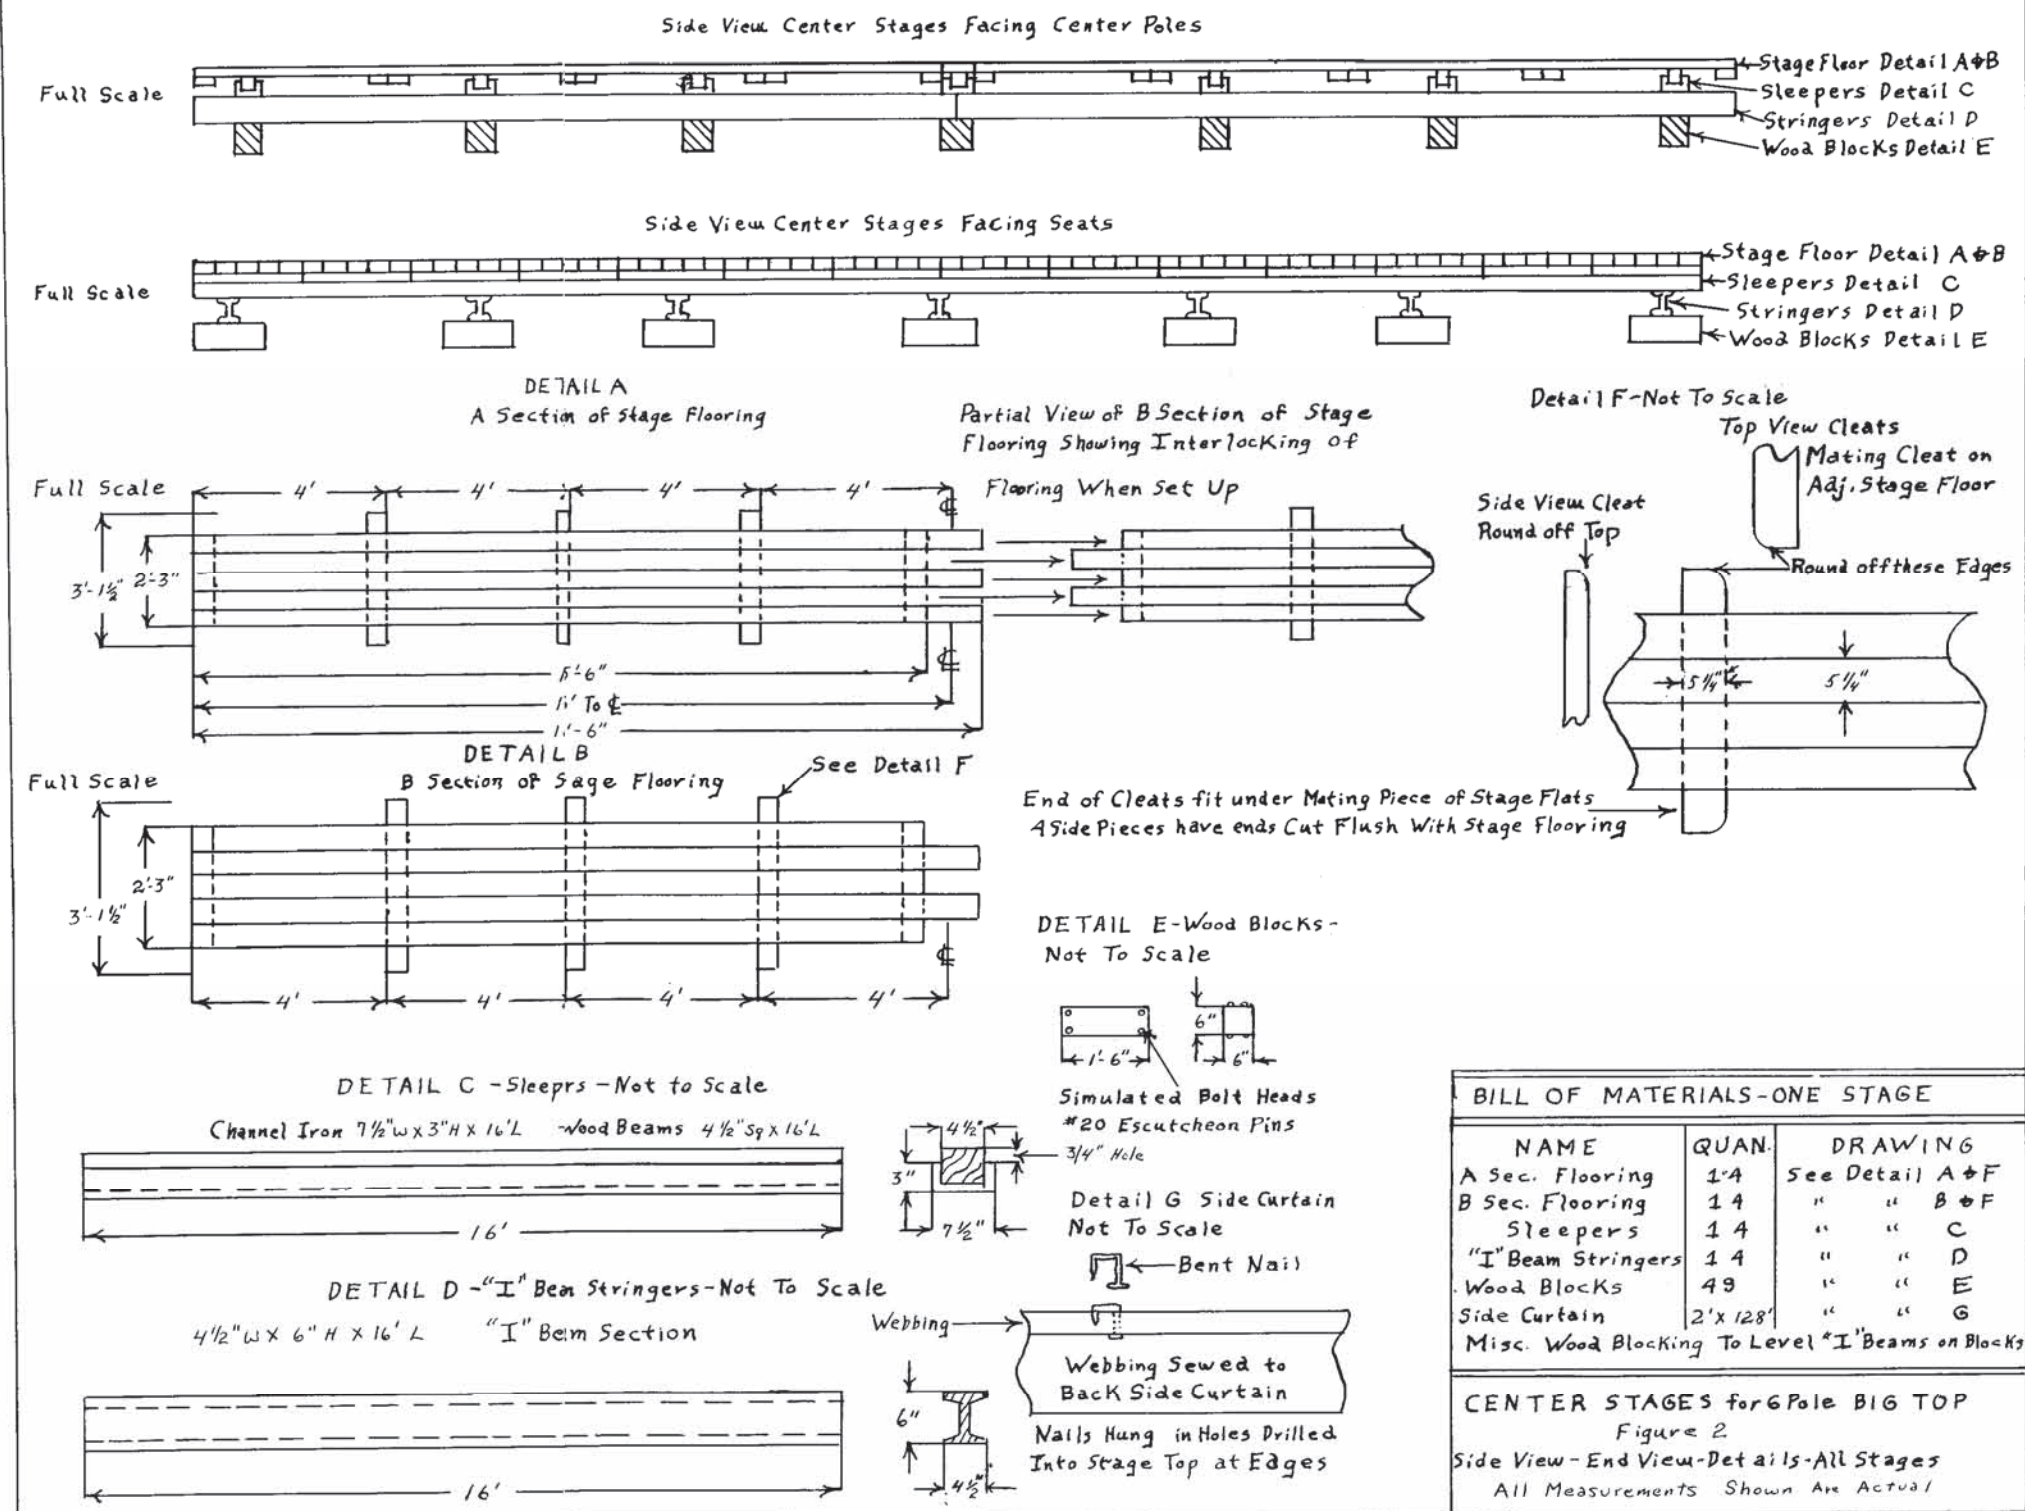 Side View Center Stages Facing Center Poles
Full Scale
Stage Floor Detail A&B
Sleepers Detail C
Stringers Detail D
Wood Blocks Detail E
Side View Center Stages Facing Seats
Full Scale
Stage Floor Detail A&B
Sleepers Detail C
Stringers Detail D
Wood Blocks Detail E
DETAIL A
A Section of Stage Flooring
Full Scale
4' 4' 4' 4'
℄
3'-1½" 2'-3"
℄
-6"
' To ℄
-6"
Partial View of B Section of Stage
Flooring Showing Interlocking of
Flooring When Set Up
Detail F-Not To Scale
Top View Cleats
Mating Cleat on
Adj. Stage Floor
Side View Cleat
Round off Top
Round off these Edges
5¼" 5¼"
End of Cleats fit under Mating Piece of Stage Flats
4 Side Pieces have ends Cut Flush With Stage Flooring
DETAIL B
B Section of Sage Flooring
Full Scale
See Detail F
2'-3"
3'-1½"
℄
4' 4' 4' 4'
DETAIL E-Wood Blocks-
Not To Scale
6"
1'-6" 6"
Simulated Bolt Heads
#20 Escutcheon Pins
DETAIL C -Sleeprs -Not to Scale
Channel Iron 7½"W X 3"H X 16'L Wood Beams 4½"Sq X 16'L
16'
4½"
3/4" Hole
3"
7½"
DETAIL D -"I" Beam Stringers-Not To Scale
4½"W X 6"H X 16' L "I" Beam Section
6"
4½"
16'
Detail G Side Curtain
Not To Scale
Bent Nail
Webbing
Webbing Sewed to
Back Side Curtain
Nails Hung in Holes Drilled
Into Stage Top at Edges
BILL OF MATERIALS-ONE STAGE
NAME QUAN. DRAWING
A Sec. Flooring 14 See Detail A&F
B Sec. Flooring 14 " " B&F
Sleepers 14 " " C
"I" Beam Stringers 14 " " D
Wood Blocks 49 " " E
Side Curtain 2'x128' " " G
Misc. Wood Blocking To Level "I" Beams on Blocks
CENTER STAGES for 6 Pole BIG TOP
Figure 2
Side View-End View-Details-All Stages
All Measurements Shown Are Actual